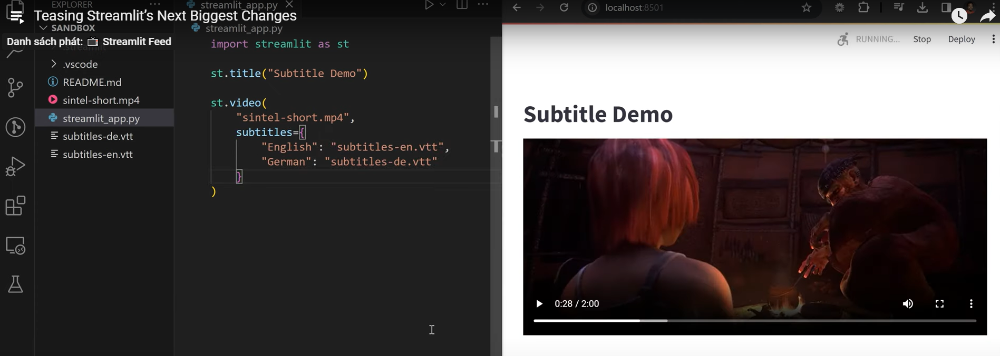 Teasing Streamlit’s Next Biggest Changes
Danh sách phát: 📺 Streamlit Feed
EXPLORER
SANDBOX
.streamlit
.vscode
README.md
sintel-short.mp4
streamlit_app.py
subtitles-de.vtt
subtitles-en.vtt
streamlit_app.py
streamlit_app.py
import streamlit as st
st.title("Subtitle Demo")
st.video(
"sintel-short.mp4",
subtitles={
"English": "subtitles-en.vtt",
"German": "subtitles-de.vtt"
}
)
localhost:8501
RUNNING... Stop Deploy
Subtitle Demo
0:28 / 2:00